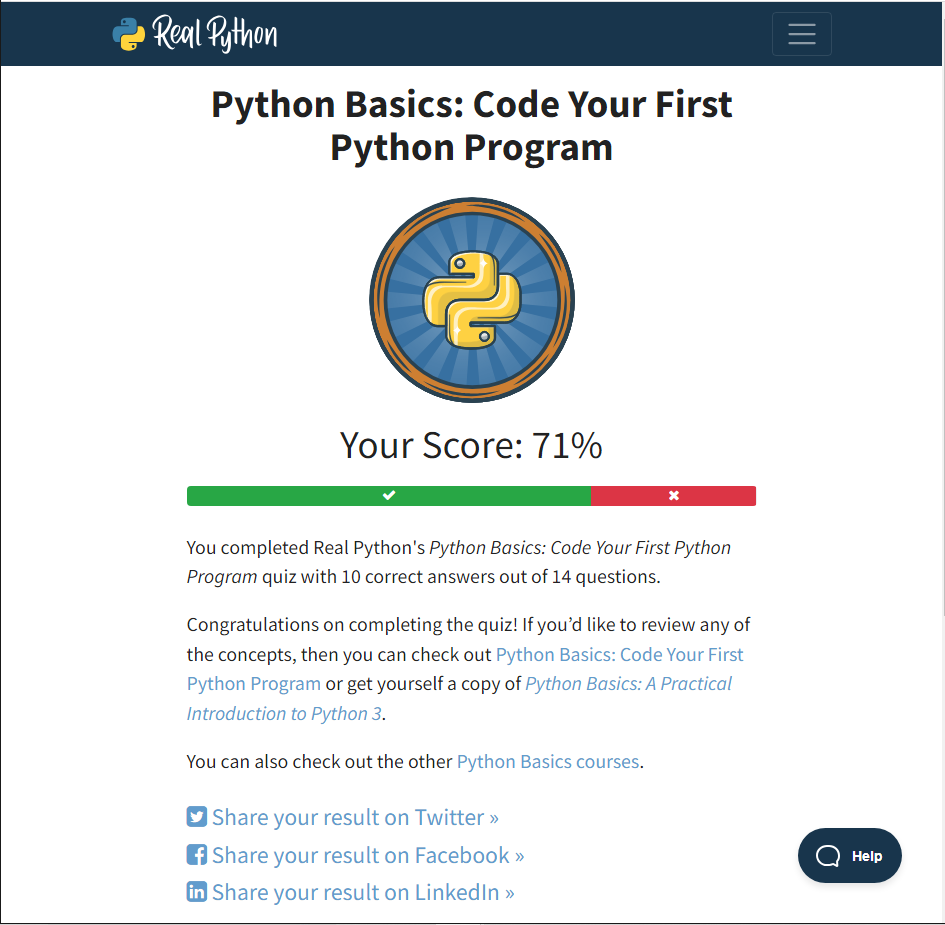 Real Python
Python Basics: Code Your First
Python Program
Your Score: 71%
You completed Real Python's Python Basics: Code Your First Python
Program quiz with 10 correct answers out of 14 questions.
Congratulations on completing the quiz! If you’d like to review any of
the concepts, then you can check out Python Basics: Code Your First
Python Program or get yourself a copy of Python Basics: A Practical
Introduction to Python 3.
You can also check out the other Python Basics courses.
Share your result on Twitter »
Share your result on Facebook »
Share your result on LinkedIn »
Help